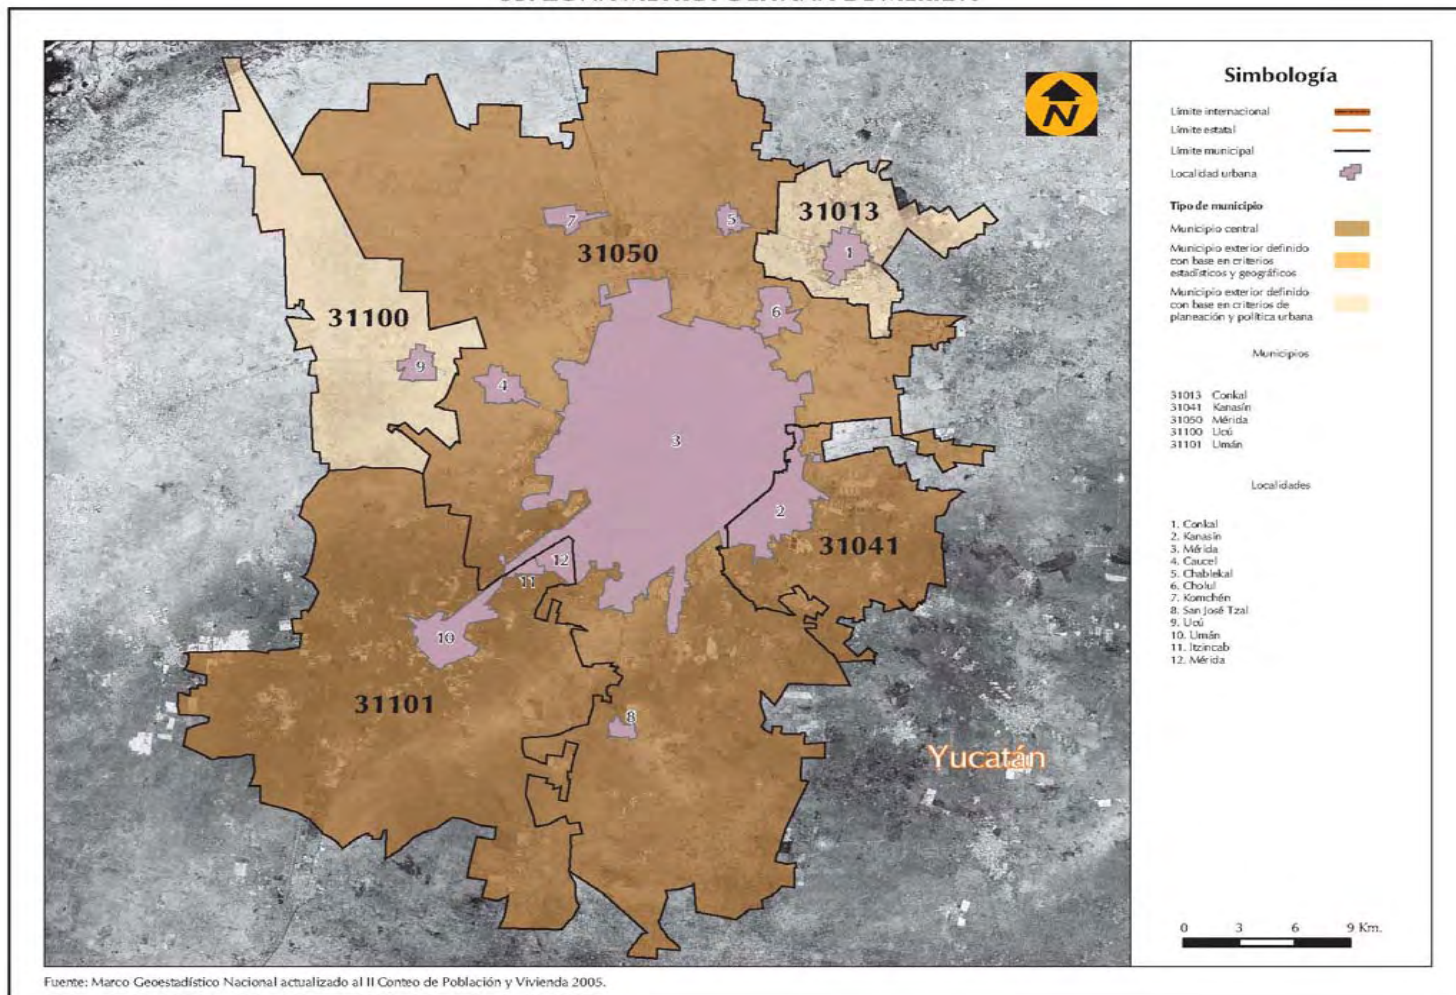 N
31013
31050
31100
31041
31101
1
2
3
4
5
6
7
8
9
10
11
12
Yucatán
Simbología
Límite internacional
Límite estatal
Límite municipal
Localidad urbana
Tipo de municipio
Municipio central
Municipio exterior definido
con base en criterios
estadísticos y geográficos
Municipio exterior definido
con base en criterios de
planeación y política urbana
Municipios
31013 Conkal
31041 Kanasín
31050 Mérida
31100 Ucú
31101 Umán
Localidades
1. Conkal
2. Kanasín
3. Mérida
4. Caucel
5. Chablekal
6. Cholul
7. Komchén
8. San José Tzal
9. Ucú
10. Umán
11. Itzincab
12. Mérida
0 3 6 9 Km.
Fuente: Marco Geoestadístico Nacional actualizado al II Conteo de Población y Vivienda 2005.